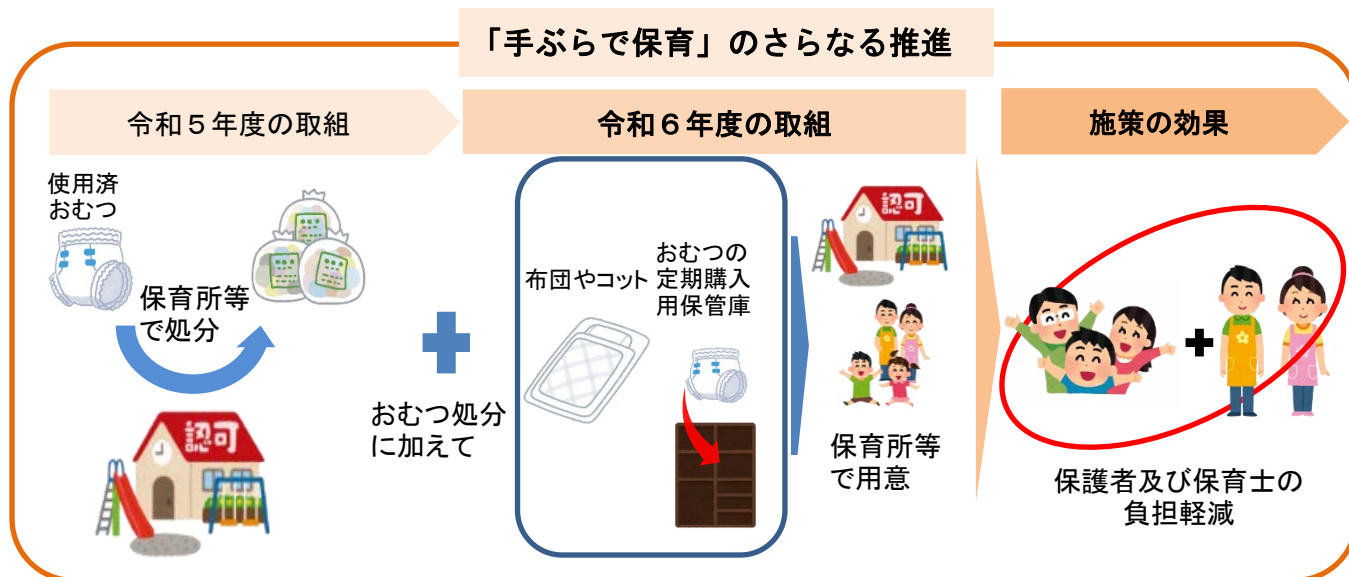 「手ぶらで保育」のさらなる推進
令和５年度の取組
令和６年度の取組
施策の効果
使用済
おむつ
保育所等
で処分
認可
おむつ処分
に加えて
布団やコット
おむつの
定期購入
用保管庫
認可
保育所等
で用意
保護者及び保育士の
負担軽減